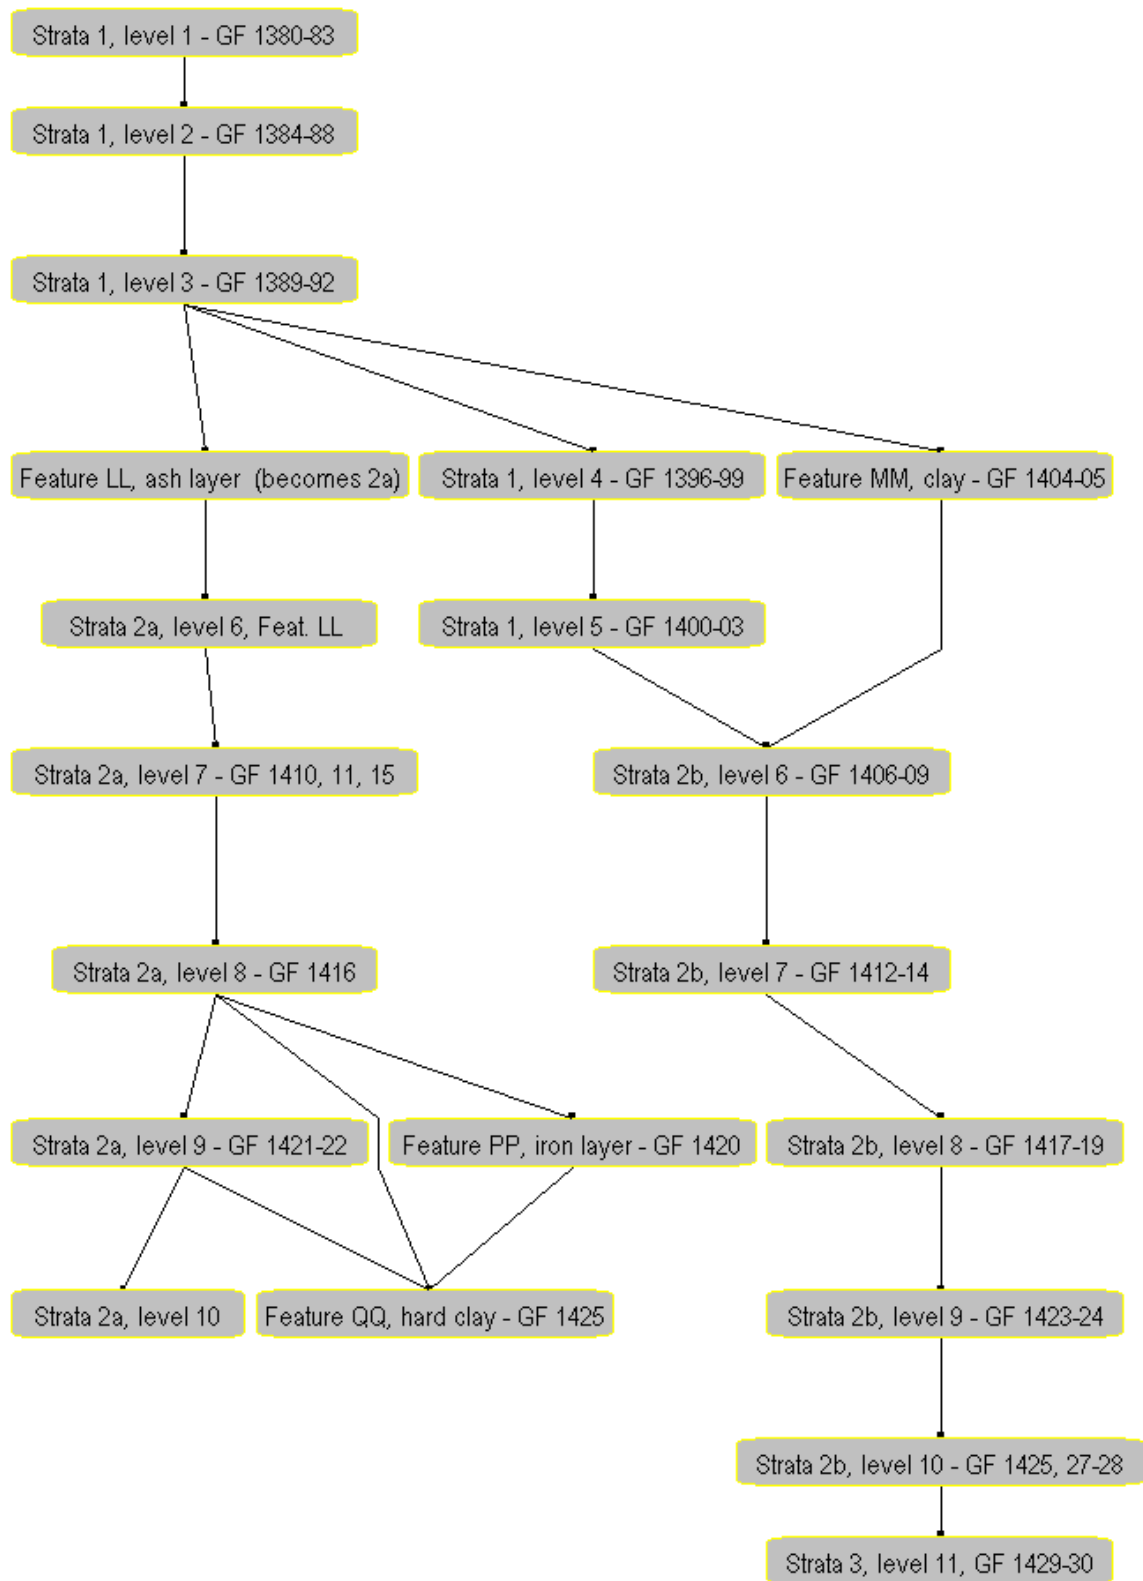 Strata 1, level 1 - GF 1380-83
Strata 1, level 2 - GF 1384-88
Strata 1, level 3 - GF 1389-92
Feature LL, ash layer (becomes 2a)
Strata 1, level 4 - GF 1396-99
Feature MM, clay - GF 1404-05
Strata 2a, level 6, Feat. LL
Strata 1, level 5 - GF 1400-03
Strata 2a, level 7 - GF 1410, 11, 15
Strata 2b, level 6 - GF 1406-09
Strata 2a, level 8 - GF 1416
Strata 2b, level 7 - GF 1412-14
Strata 2a, level 9 - GF 1421-22
Feature PP, iron layer - GF 1420
Strata 2b, level 8 - GF 1417-19
Strata 2a, level 10
Feature QQ, hard clay - GF 1425
Strata 2b, level 9 - GF 1423-24
Strata 2b, level 10 - GF 1425, 27-28
Strata 3, level 11, GF 1429-30